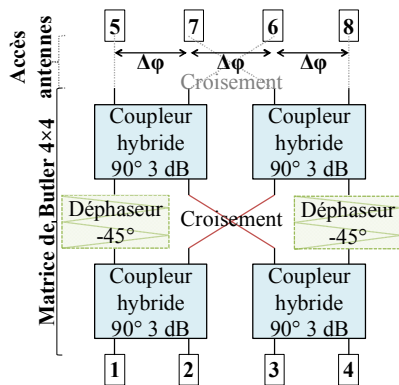 5 7 6 8
Accès
antennes
Δφ Δφ Δφ
Croisement
Matrice de Butler 4×4
Coupleur
hybride
90° 3 dB
Coupleur
hybride
90° 3 dB
Déphaseur
-45°
Croisement
Déphaseur
-45°
Coupleur
hybride
90° 3 dB
Coupleur
hybride
90° 3 dB
1 2 3 4